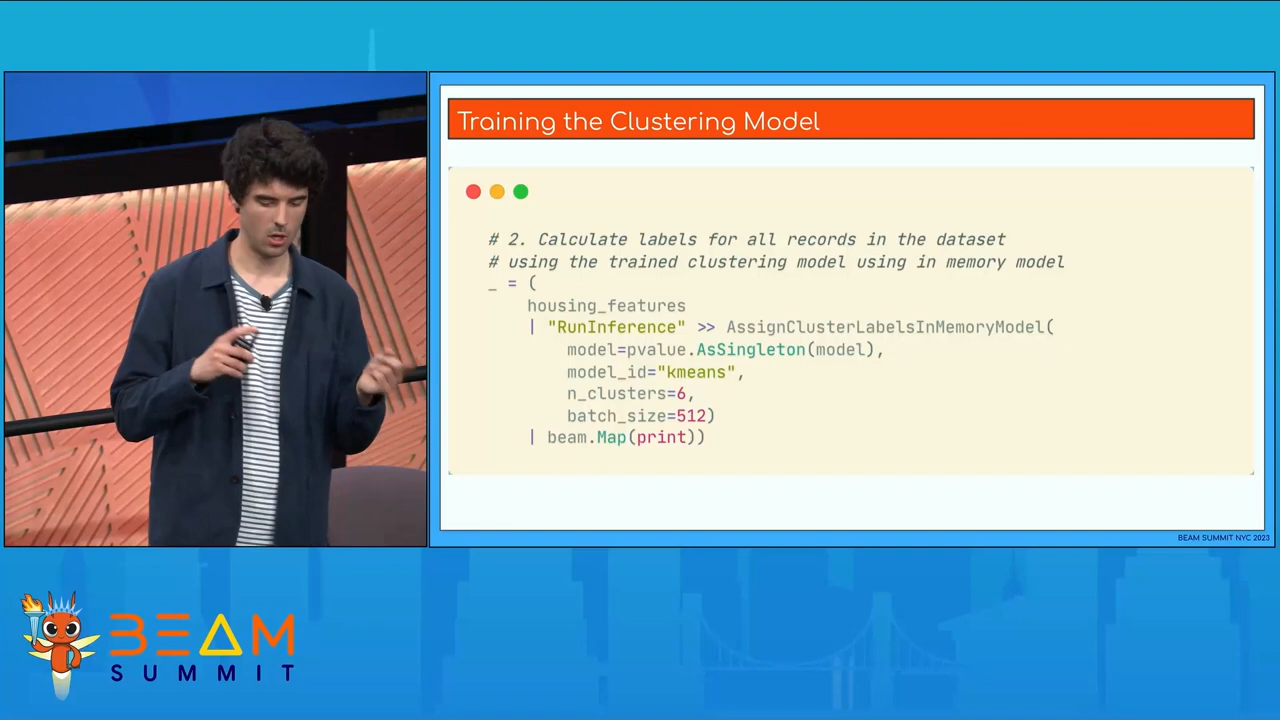 Training the Clustering Model
# 2. Calculate labels for all records in the dataset
# using the trained clustering model using in memory model
_ = (
housing_features
| "RunInference" >> AssignClusterLabelsInMemoryModel(
model=pvalue.AsSingleton(model),
model_id="kmeans",
n_clusters=6,
batch_size=512)
| beam.Map(print))
BEAM SUMMIT NYC 2023
BEAM
SUMMIT